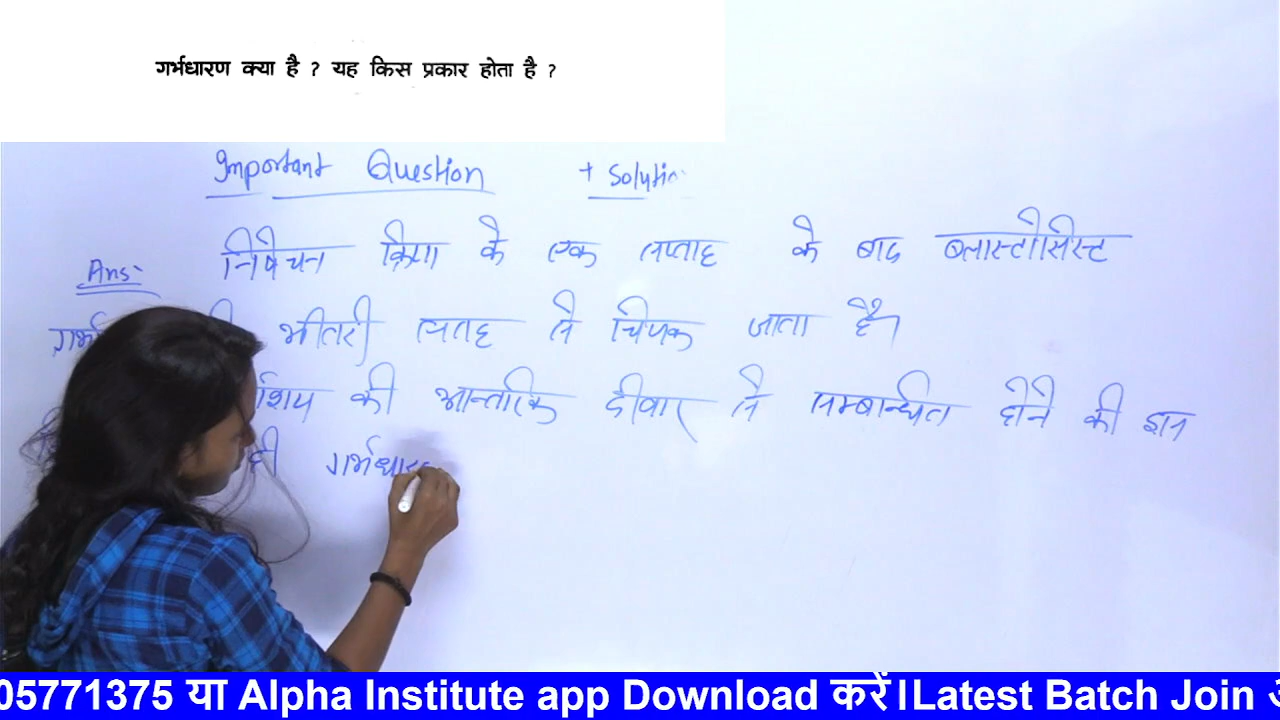 गर्भधारण क्या है ? यह किस प्रकार होता है ?
Important Question + Solutio
Ans-
निषेचन क्रिया के एक सप्ताह के बाद ब्लास्टोसिस्ट
भीतरी सतह से चिपक जाता है।
की आन्तरिक दीवार से सम्बन्धित होने की इस
ही गर्भधारण
05771375 या Alpha Institute app Download करें।Latest Batch Join